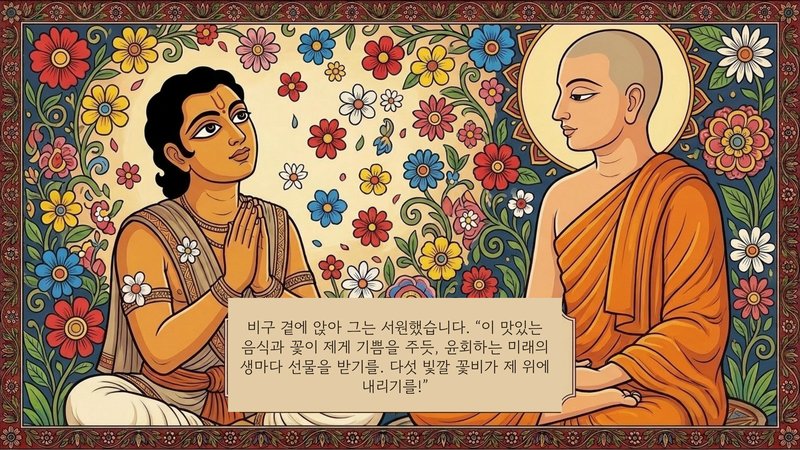 비구 곁에 앉아 그는 서원했습니다. “이 맛있는
음식과 꽃이 제게 기쁨을 주듯, 윤회하는 미래의
생마다 선물을 받기를. 다섯 빛깔 꽃비가 제 위에
내리기를!”